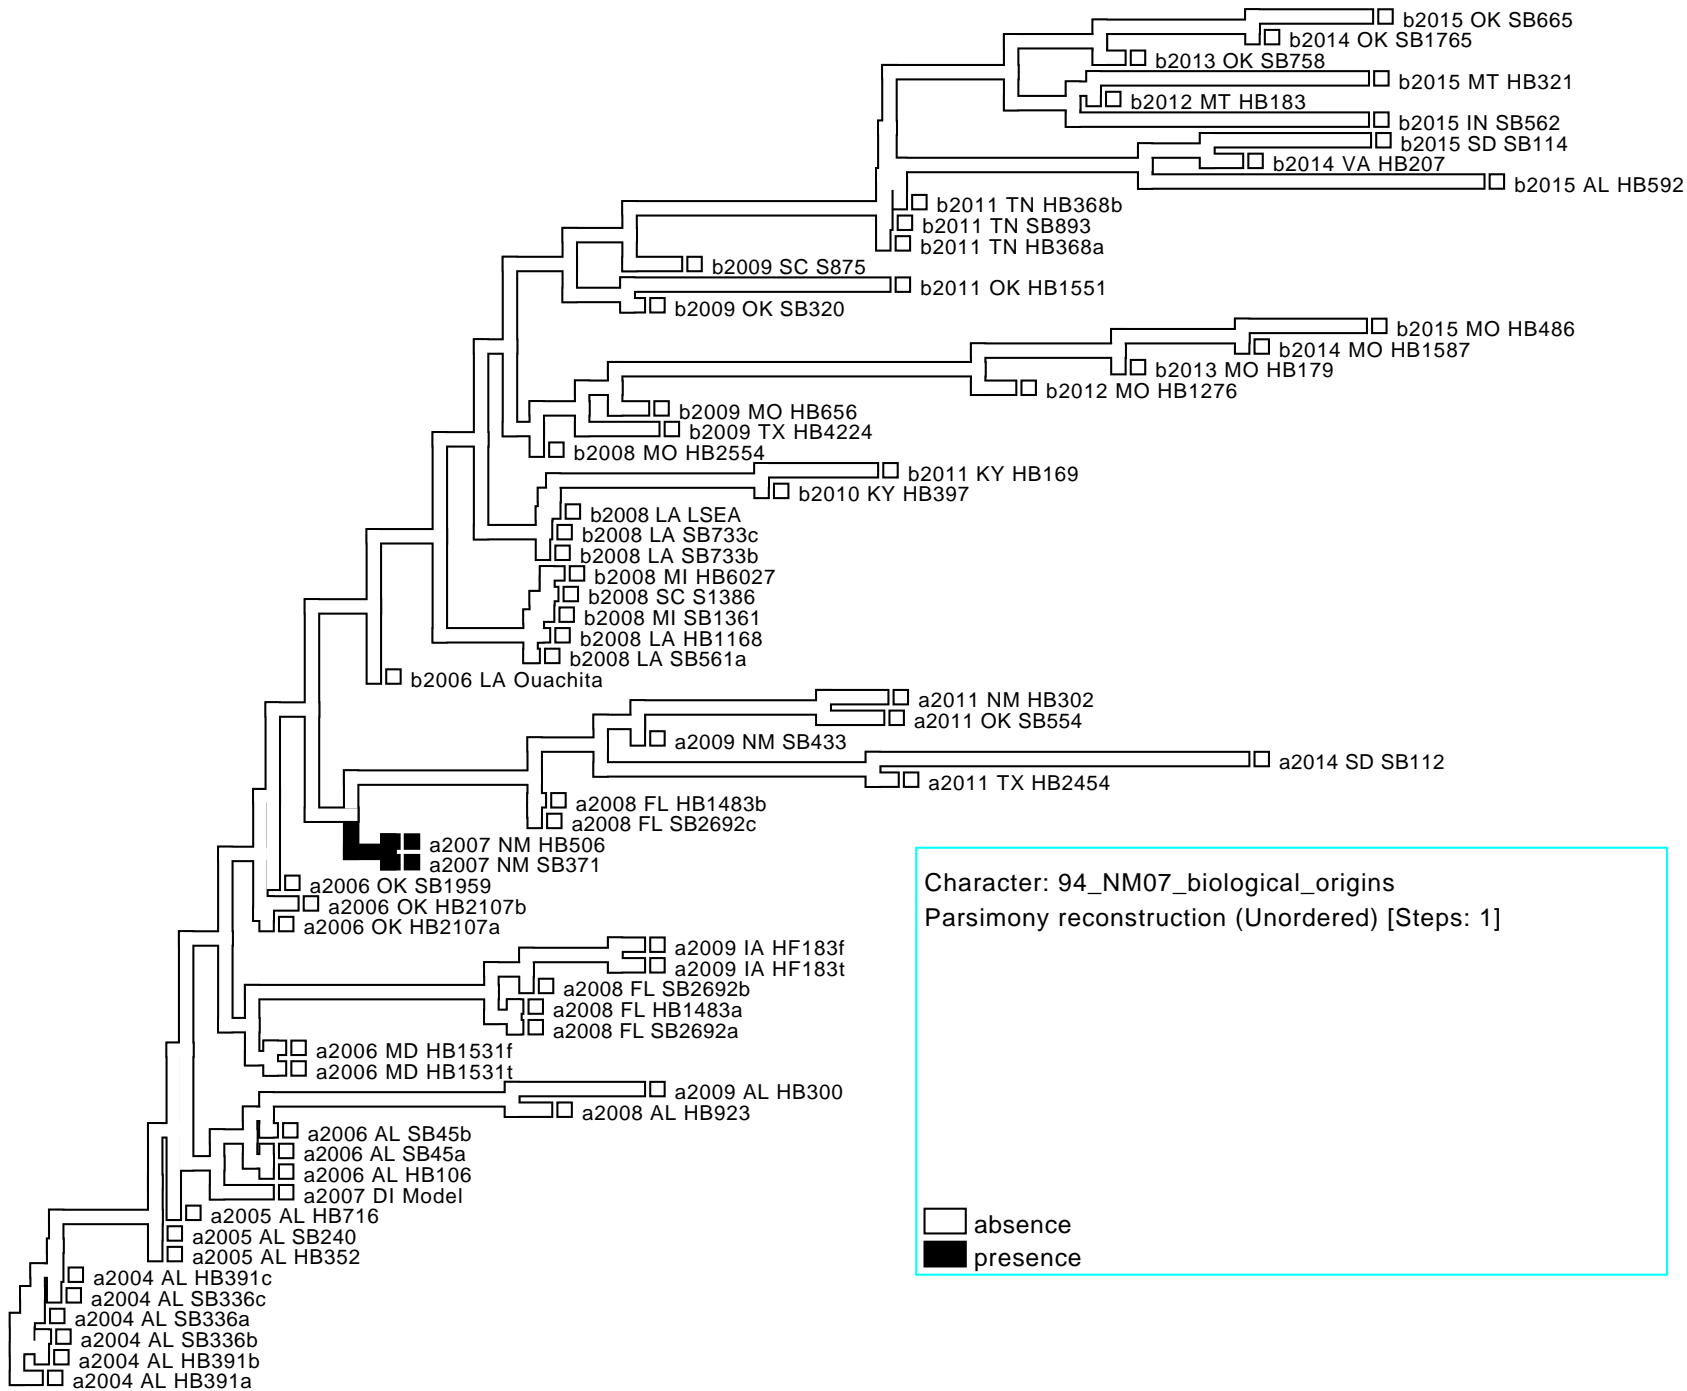 b2015 OK SB665
b2014 OK SB1765
b2013 OK SB758
b2015 MT HB321
b2012 MT HB183
b2015 IN SB562
b2015 SD SB114
b2014 VA HB207
b2015 AL HB592
b2011 TN HB368b
b2011 TN SB893
b2011 TN HB368a
b2009 SC S875
b2011 OK HB1551
b2009 OK SB320
b2015 MO HB486
b2014 MO HB1587
b2013 MO HB179
b2012 MO HB1276
b2009 MO HB656
b2009 TX HB4224
b2008 MO HB2554
b2011 KY HB169
b2010 KY HB397
b2008 LA LSEA
b2008 LA SB733c
b2008 LA SB733b
b2008 MI HB6027
b2008 SC S1386
b2008 MI SB1361
b2008 LA HB1168
b2008 LA SB561a
b2006 LA Ouachita
a2011 NM HB302
a2011 OK SB554
a2009 NM SB433
a2014 SD SB112
a2011 TX HB2454
a2008 FL HB1483b
a2008 FL SB2692c
a2007 NM HB506
a2007 NM SB371
a2006 OK SB1959
a2006 OK HB2107b
a2006 OK HB2107a
a2009 IA HF183f
a2009 IA HF183t
a2008 FL SB2692b
a2008 FL HB1483a
a2008 FL SB2692a
a2006 MD HB1531f
a2006 MD HB1531t
a2009 AL HB300
a2008 AL HB923
a2006 AL SB45b
a2006 AL SB45a
a2006 AL HB106
a2007 DI Model
a2005 AL HB716
a2005 AL SB240
a2005 AL HB352
a2004 AL HB391c
a2004 AL SB336c
a2004 AL SB336a
a2004 AL SB336b
a2004 AL HB391b
a2004 AL HB391a
Character: 94_NM07_biological_origins
Parsimony reconstruction (Unordered) [Steps: 1]
absence
presence